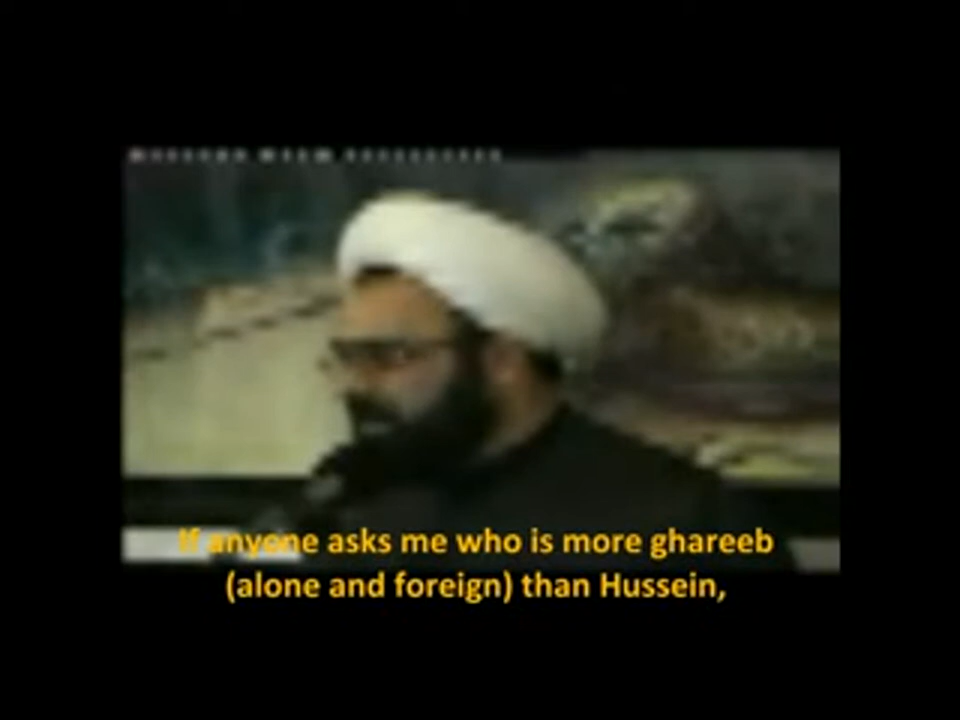 If anyone asks me who is more ghareeb
(alone and foreign) than Hussein,